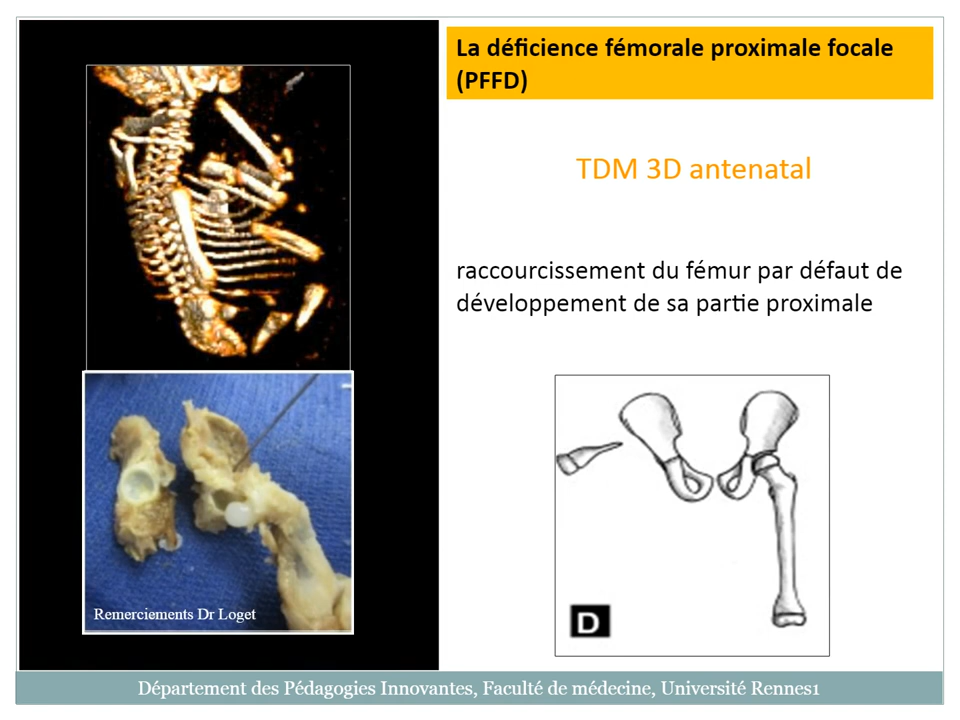 La déficience fémorale proximale focale
(PFFD)
TDM 3D antenatal
raccourcissement du fémur par défaut de
développement de sa partie proximale
Remerciements Dr Loget
D
Département des Pédagogies Innovantes, Faculté de médecine, Université Rennes1